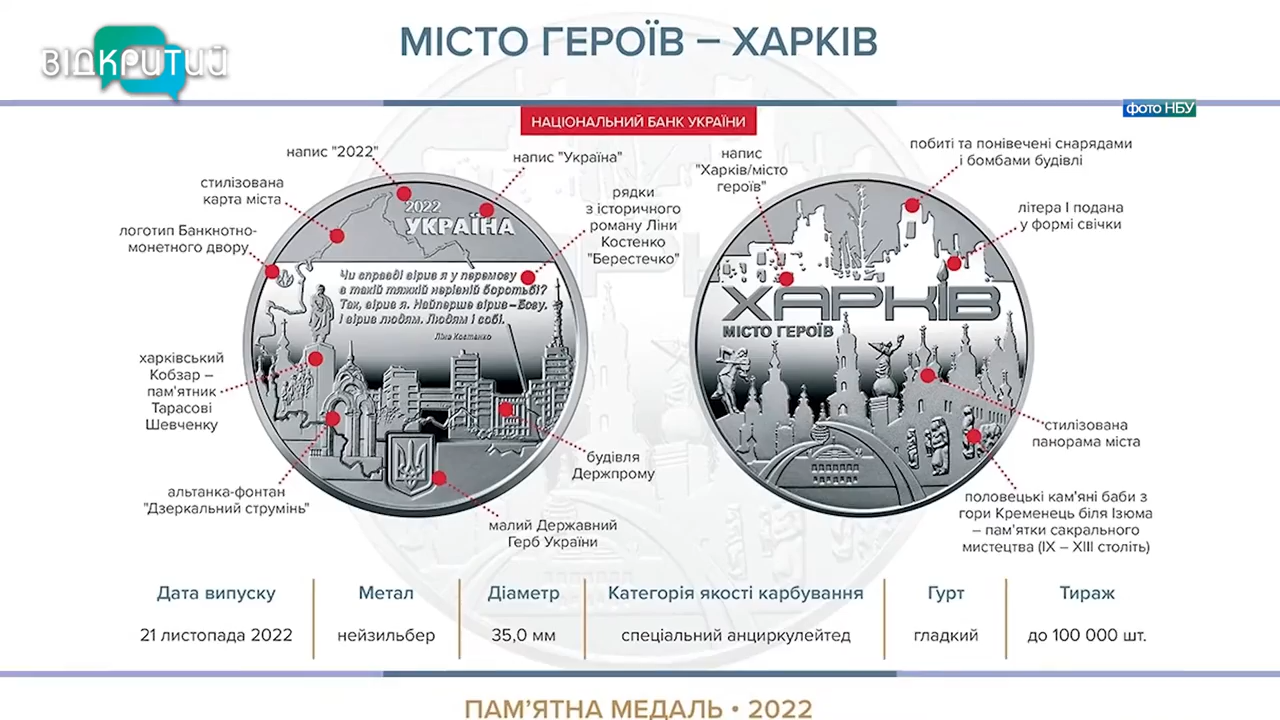 ВІДКРИТИЙ
МІСТО ГЕРОЇВ – ХАРКІВ
фото НБУ
НАЦІОНАЛЬНИЙ БАНК УКРАЇНИ
напис "2022"
напис "Україна"
стилізована
карта міста
логотип Банкнотно-
монетного двору
рядки
з історичного
роману Ліни
Костенко
"Берестечко"
харківський
Кобзар –
пам'ятник
Тарасові
Шевченку
альтанка-фонтан
"Дзеркальний струмінь"
будівля
Держпрому
малий Державний
Герб України
2022
УКРАЇНА
Чи справді вірив я у перемогу
в такій тяжкій нерівній боротьбі?
Так, вірив я. Найперше вірив – Богу.
І вірив людям. Людям і собі.
Ліна Костенко
напис
"Харків/місто
героїв"
побиті та понівечені снарядами
і бомбами будівлі
літера І подана
у формі свічки
ХАРКІВ
МІСТО ГЕРОЇВ
стилізована
панорама міста
половецькі кам'яні баби з
гори Кременець біля Ізюма
– пам'ятки сакрального
мистецтва (IX – XIII століть)
Дата випуску
Метал
Діаметр
Категорія якості карбування
Гурт
Тираж
21 листопада 2022
нейзильбер
35,0 мм
спеціальний анциркулейтед
гладкий
до 100 000 шт.
ПАМ'ЯТНА МЕДАЛЬ • 2022